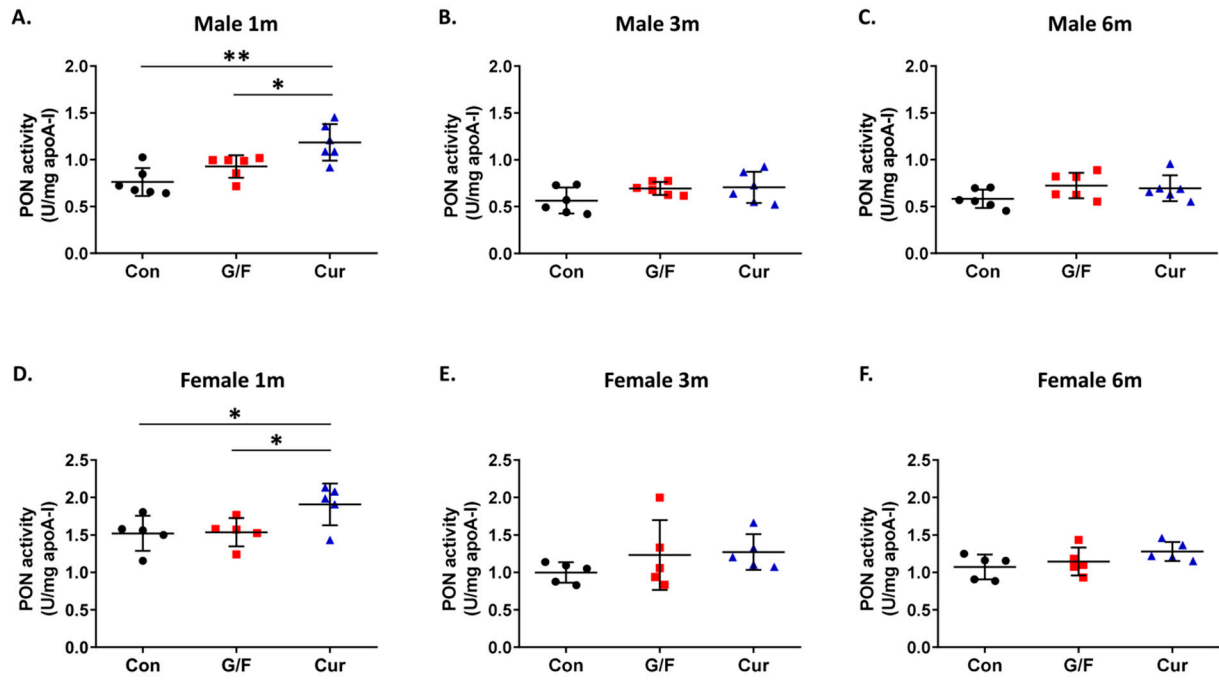 A.
Male 1m
**
*
PON activity
(U/mg apoA-I)
2.0
1.5
1.0
0.5
0.0
Con G/F Cur
B.
Male 3m
PON activity
(U/mg apoA-I)
2.0
1.5
1.0
0.5
0.0
Con G/F Cur
C.
Male 6m
PON activity
(U/mg apoA-I)
2.0
1.5
1.0
0.5
0.0
Con G/F Cur
D.
Female 1m
*
*
PON activity
(U/mg apoA-I)
2.5
2.0
1.5
1.0
0.5
0.0
Con G/F Cur
E.
Female 3m
PON activity
(U/mg apoA-I)
2.5
2.0
1.5
1.0
0.5
0.0
Con G/F Cur
F.
Female 6m
PON activity
(U/mg apoA-I)
2.5
2.0
1.5
1.0
0.5
0.0
Con G/F Cur